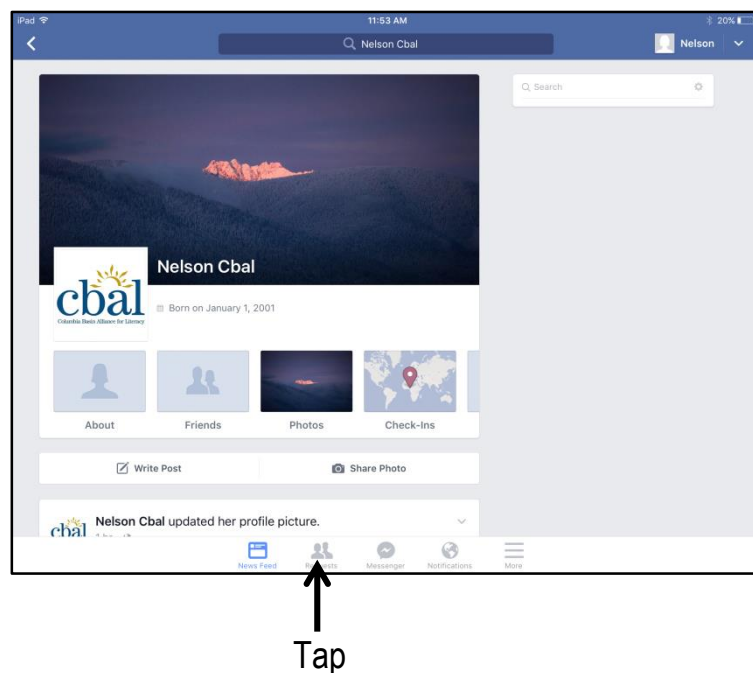 iPad 11:53 AM 20%
Nelson Cbal Nelson
Search
Nelson Cbal
cbal
Columbia Basin Alliance for Literacy
Born on January 1, 2001
About Friends Photos Check-Ins
Write Post Share Photo
Nelson Cbal updated her profile picture.
cbal
News Feed Requests Messenger Notifications More
Tap